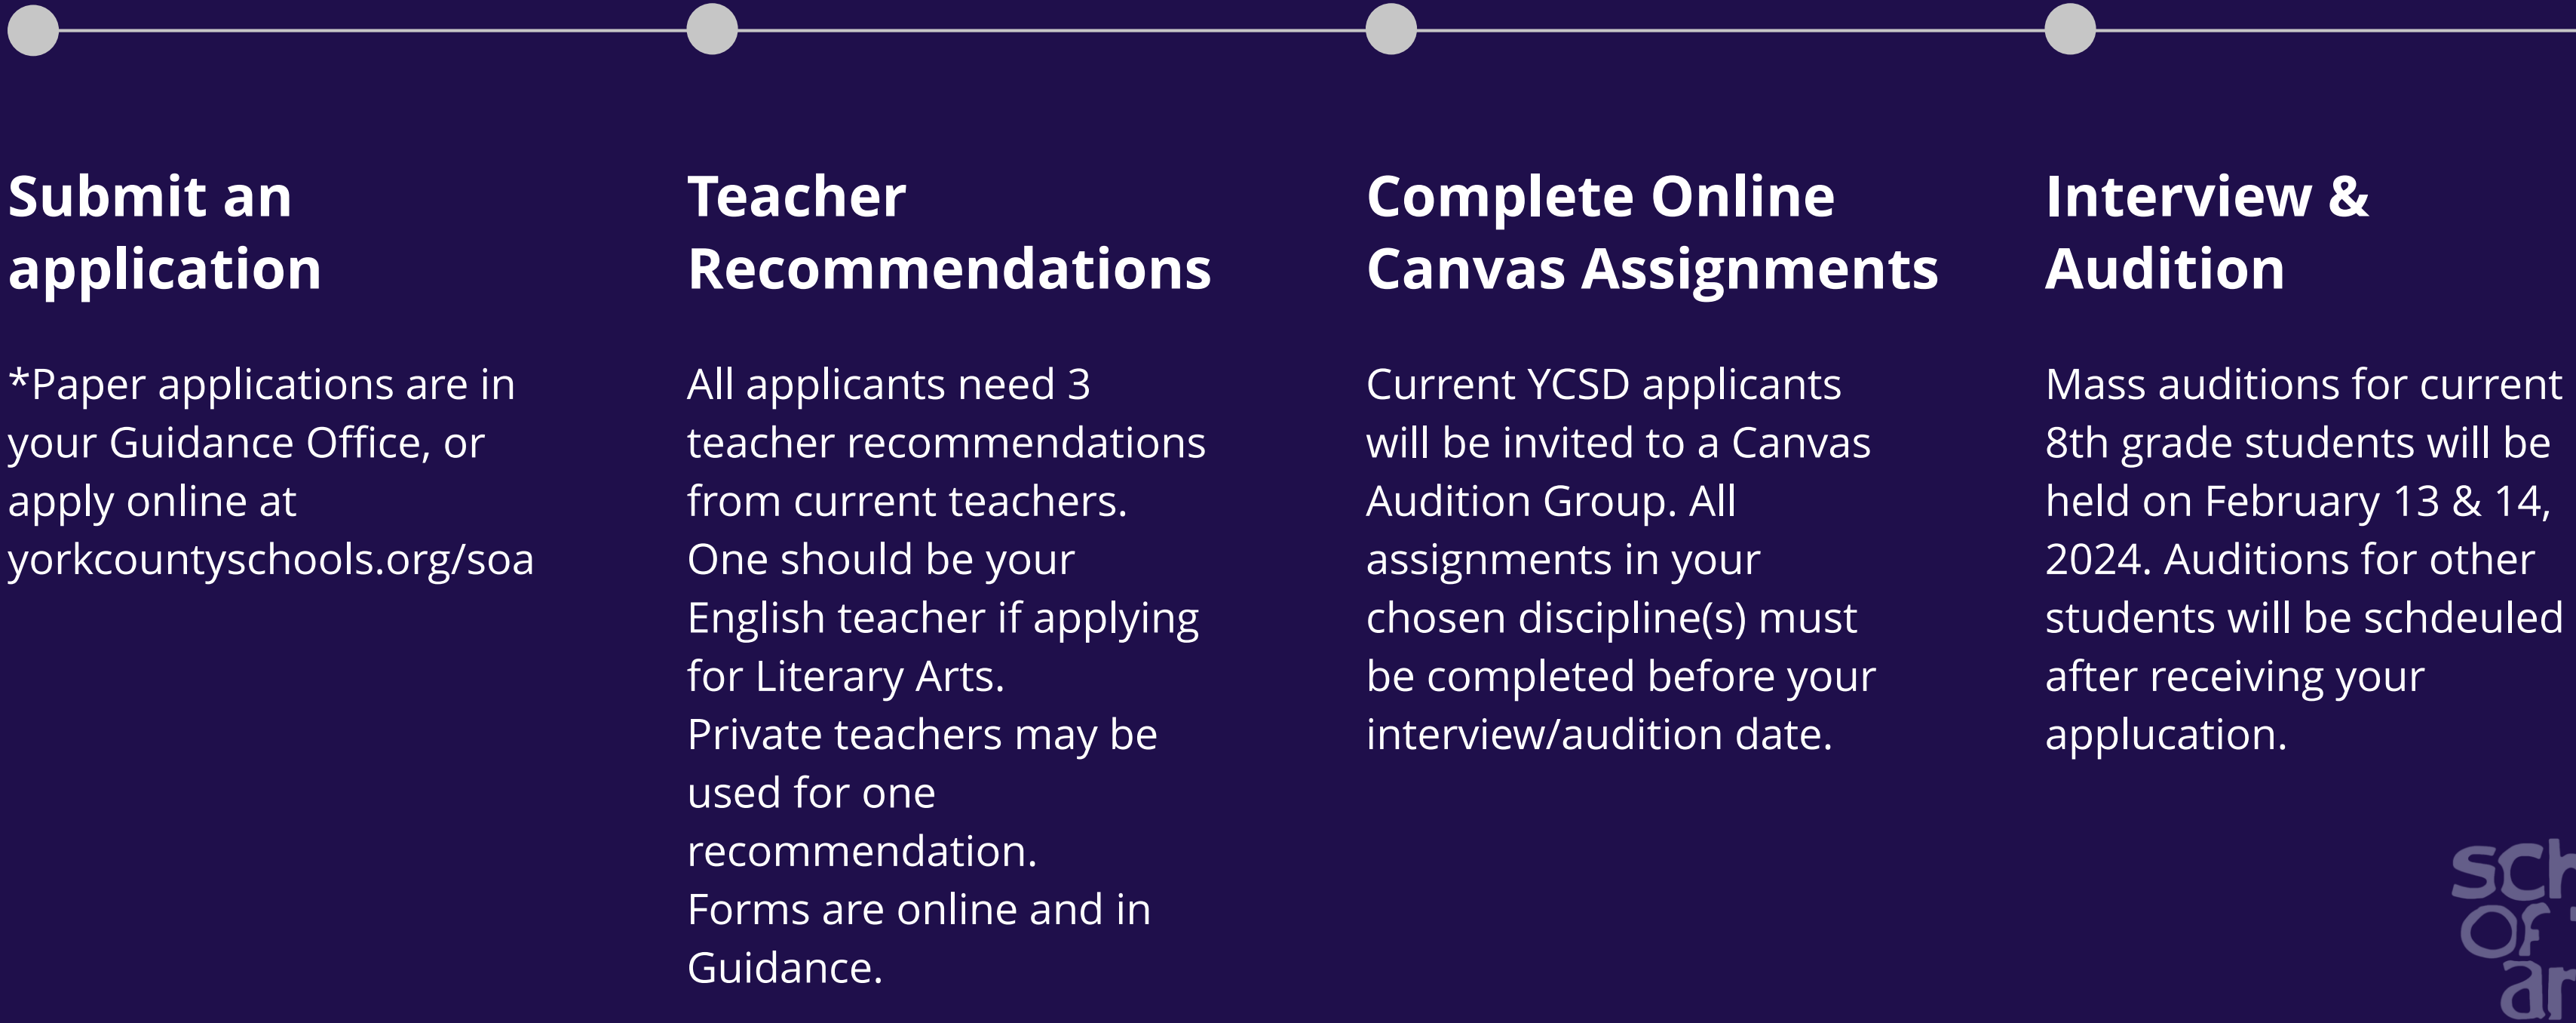 Submit an
application
*Paper applications are in
your Guidance Office, or
apply online at
yorkcountyschools.org/soa
Teacher
Recommendations
All applicants need 3
teacher recommendations
from current teachers.
One should be your
English teacher if applying
for Literary Arts.
Private teachers may be
used for one
recommendation.
Forms are online and in
Guidance.
Complete Online
Canvas Assignments
Current YCSD applicants
will be invited to a Canvas
Audition Group. All
assignments in your
chosen discipline(s) must
be completed before your
interview/audition date.
Interview &
Audition
Mass auditions for current
8th grade students will be
held on February 13 & 14,
2024. Auditions for other
students will be schdeuled
after receiving your
applucation.
of